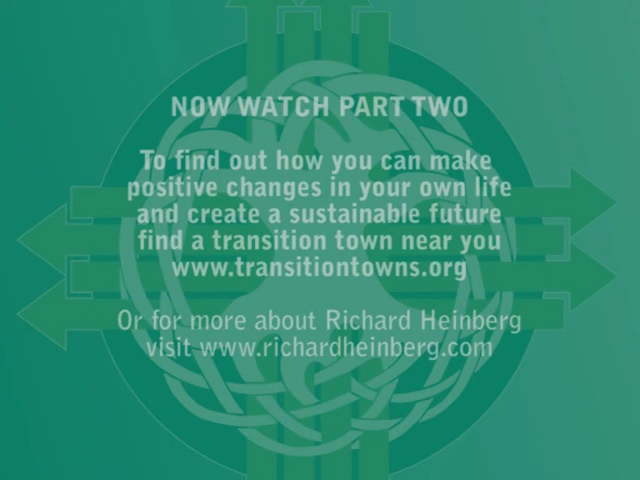 NOW WATCH PART TWO
To find out how you can make
positive changes in your own life
and create a sustainable future
find a transition town near you
www.transitiontowns.org
Or for more about Richard Heinberg
visit www.richardheinberg.com